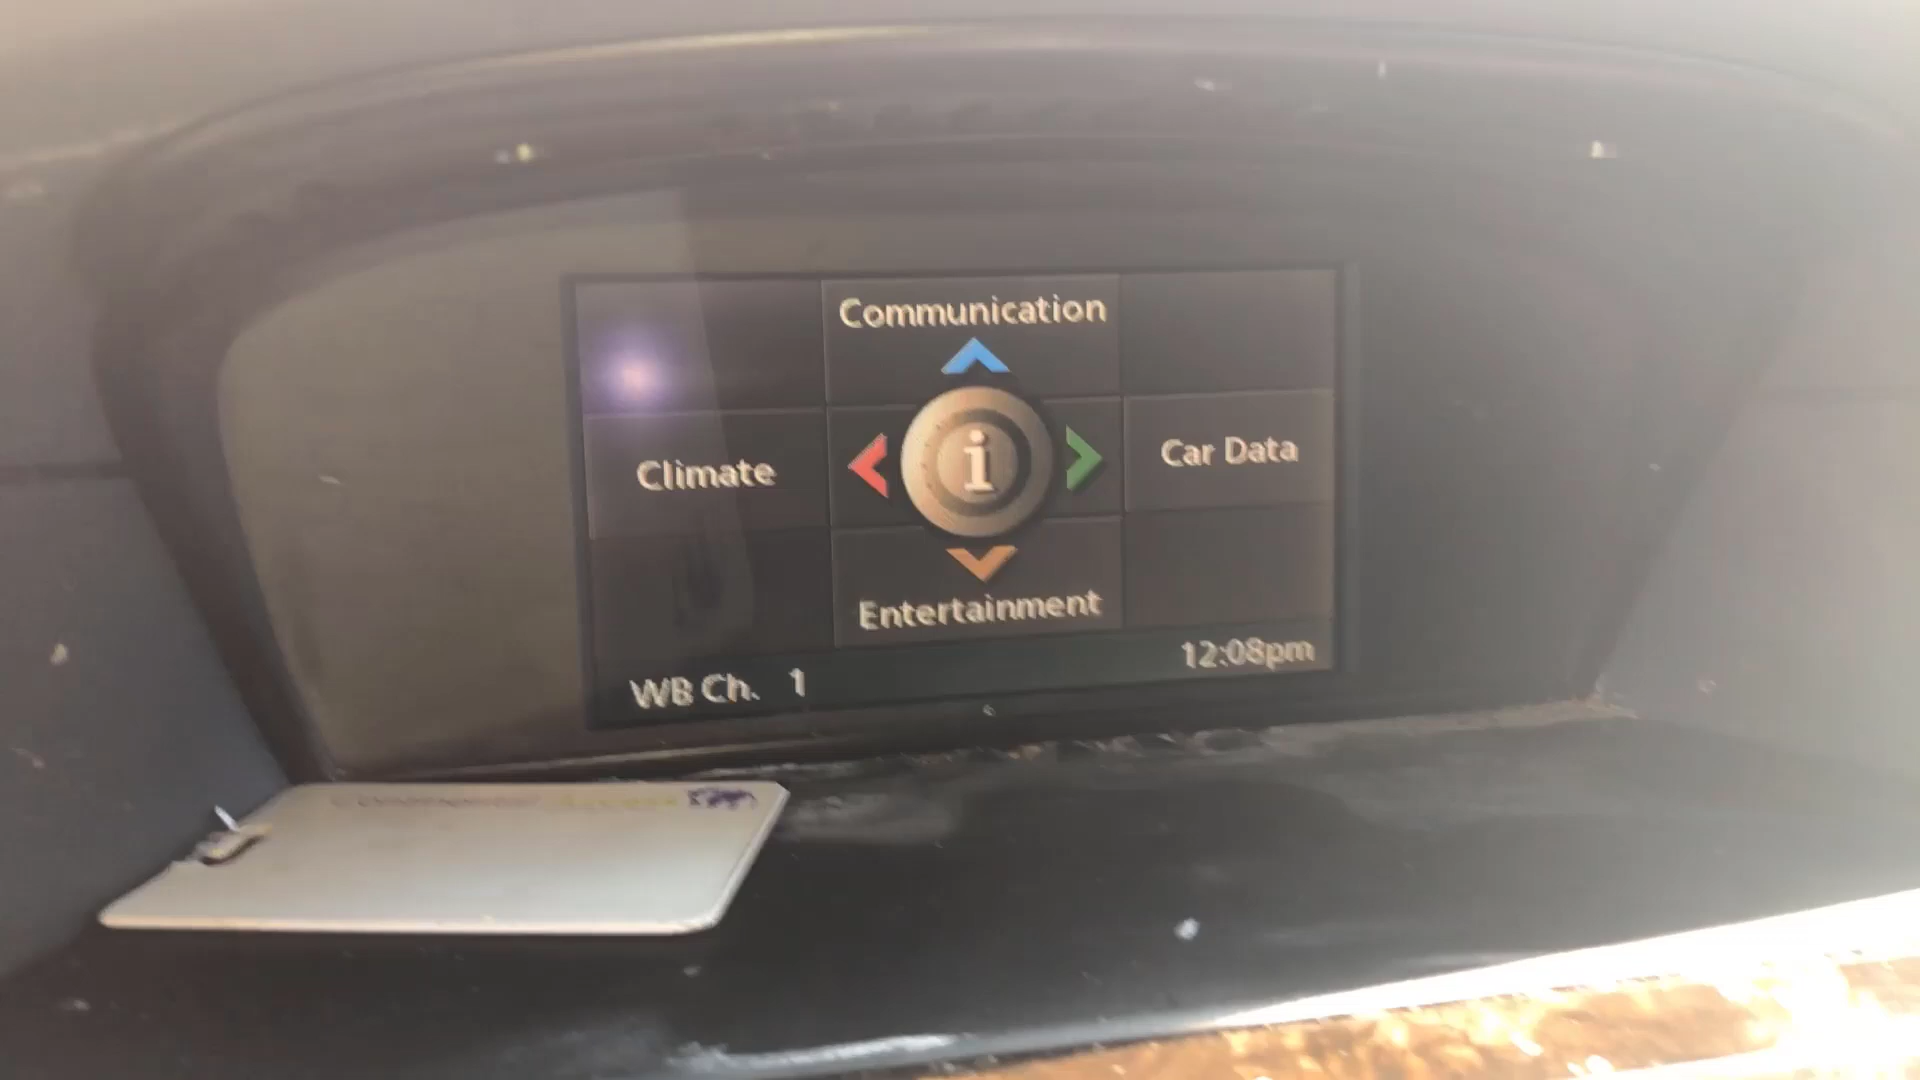 Communication
Climate
i
Car Data
Entertainment
WB Ch. 1
12:08pm